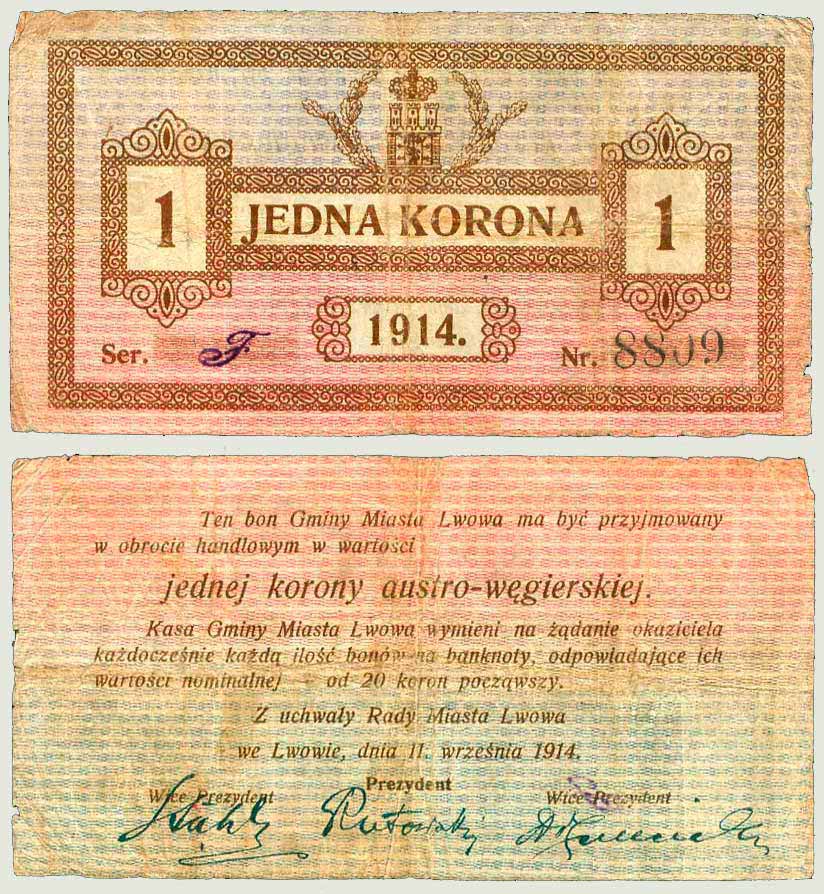 1 JEDNA KORONA 1
1914.
Ser. F Nr. 8809
Ten bon Gminy Miasta Lwowa ma być przyjmowany
w obrocie handlowym w wartości
jednej korony austro-węgierskiej.
Kasa Gminy Miasta Lwowa wymieni na żądanie okaziciela
każdocześnie każdą ilość bonów na banknoty, odpowiadające ich
wartości nominalnej — od 20 koron począwszy.
Z uchwały Rady Miasta Lwowa
we Lwowie, dnia 11. września 1914.
Wice Prezydent Prezydent Wice Prezydent
Stahl Rutowski